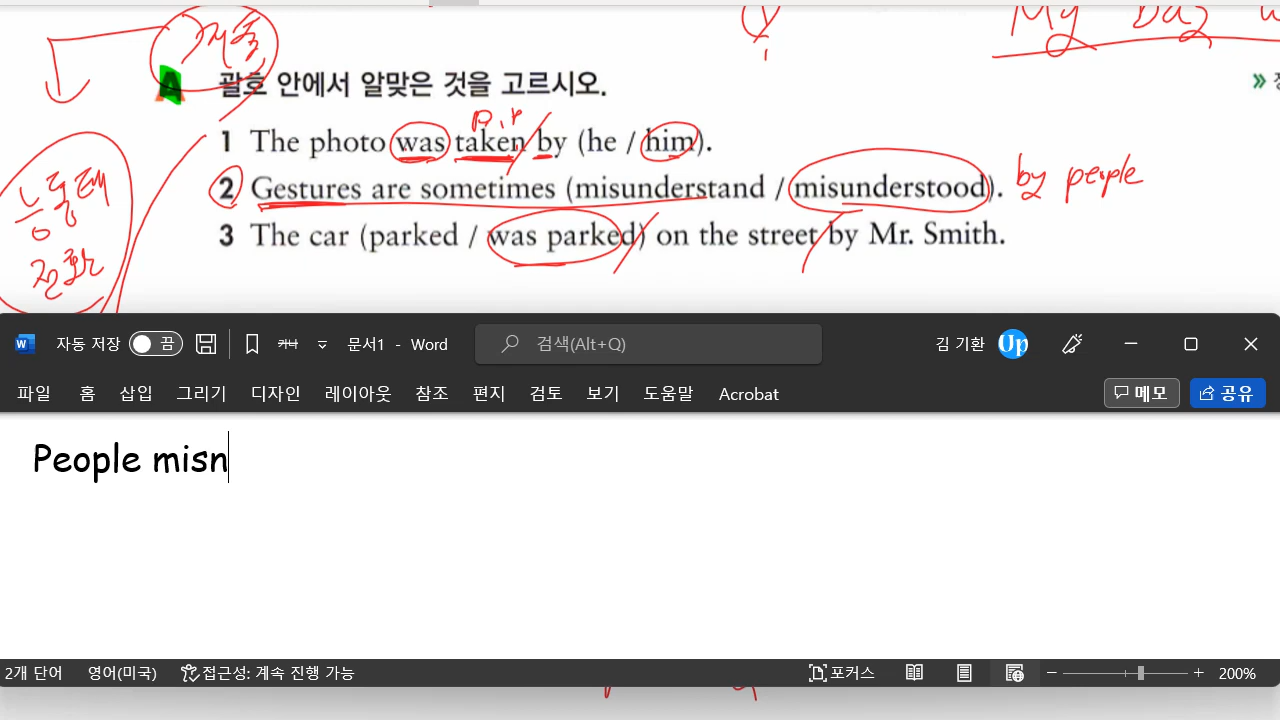 거울
My Daz
A 괄호 안에서 알맞은 것을 고르시오.
P.P
1 The photo was taken by (he / him).
2 Gestures are sometimes (misunderstand / misunderstood). by people
3 The car (parked / was parked) on the street by Mr. Smith.
능동태
전환
자동 저장 끔 가나 문서1 - Word 검색(Alt+Q) 김 기환 Up
파일 홈 삽입 그리기 디자인 레이아웃 참조 편지 검토 보기 도움말 Acrobat 메모 공유
People misn
2개 단어 영어(미국) 접근성: 계속 진행 가능 포커스 200%